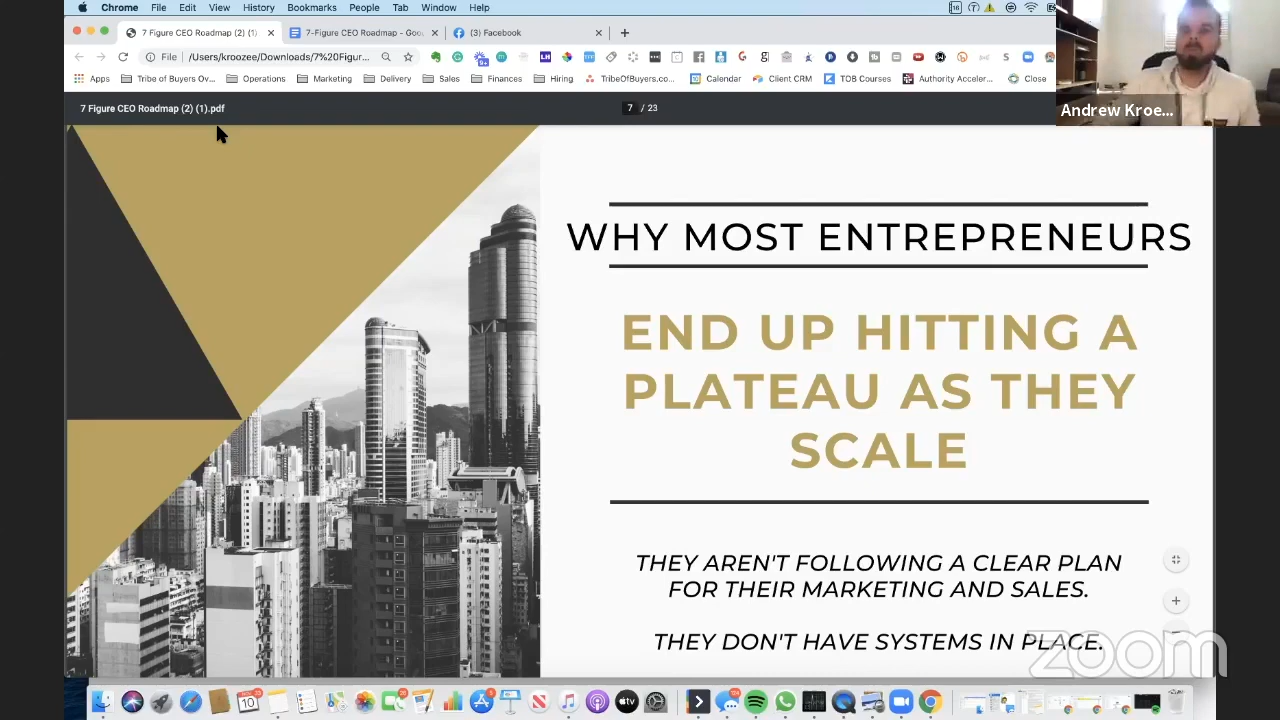 Chrome File Edit View History Bookmarks People Tab Window Help
7 Figure CEO Roadmap (2) (1)
7-Figure CEO Roadmap - Goo
(3) Facebook
File /Users/kroozee/Downloads/7%20Figur...
Apps Tribe of Buyers Ov... Operations Marketing Delivery Sales Finances Hiring TribeOfBuyers.co... Calendar Client CRM TOB Courses Authority Acceler... Close
7 Figure CEO Roadmap (2) (1).pdf
7 / 23
Andrew Kroe...
WHY MOST ENTREPRENEURS
END UP HITTING A
PLATEAU AS THEY
SCALE
THEY AREN'T FOLLOWING A CLEAR PLAN
FOR THEIR MARKETING AND SALES.
THEY DON'T HAVE SYSTEMS IN PLACE.
zoom